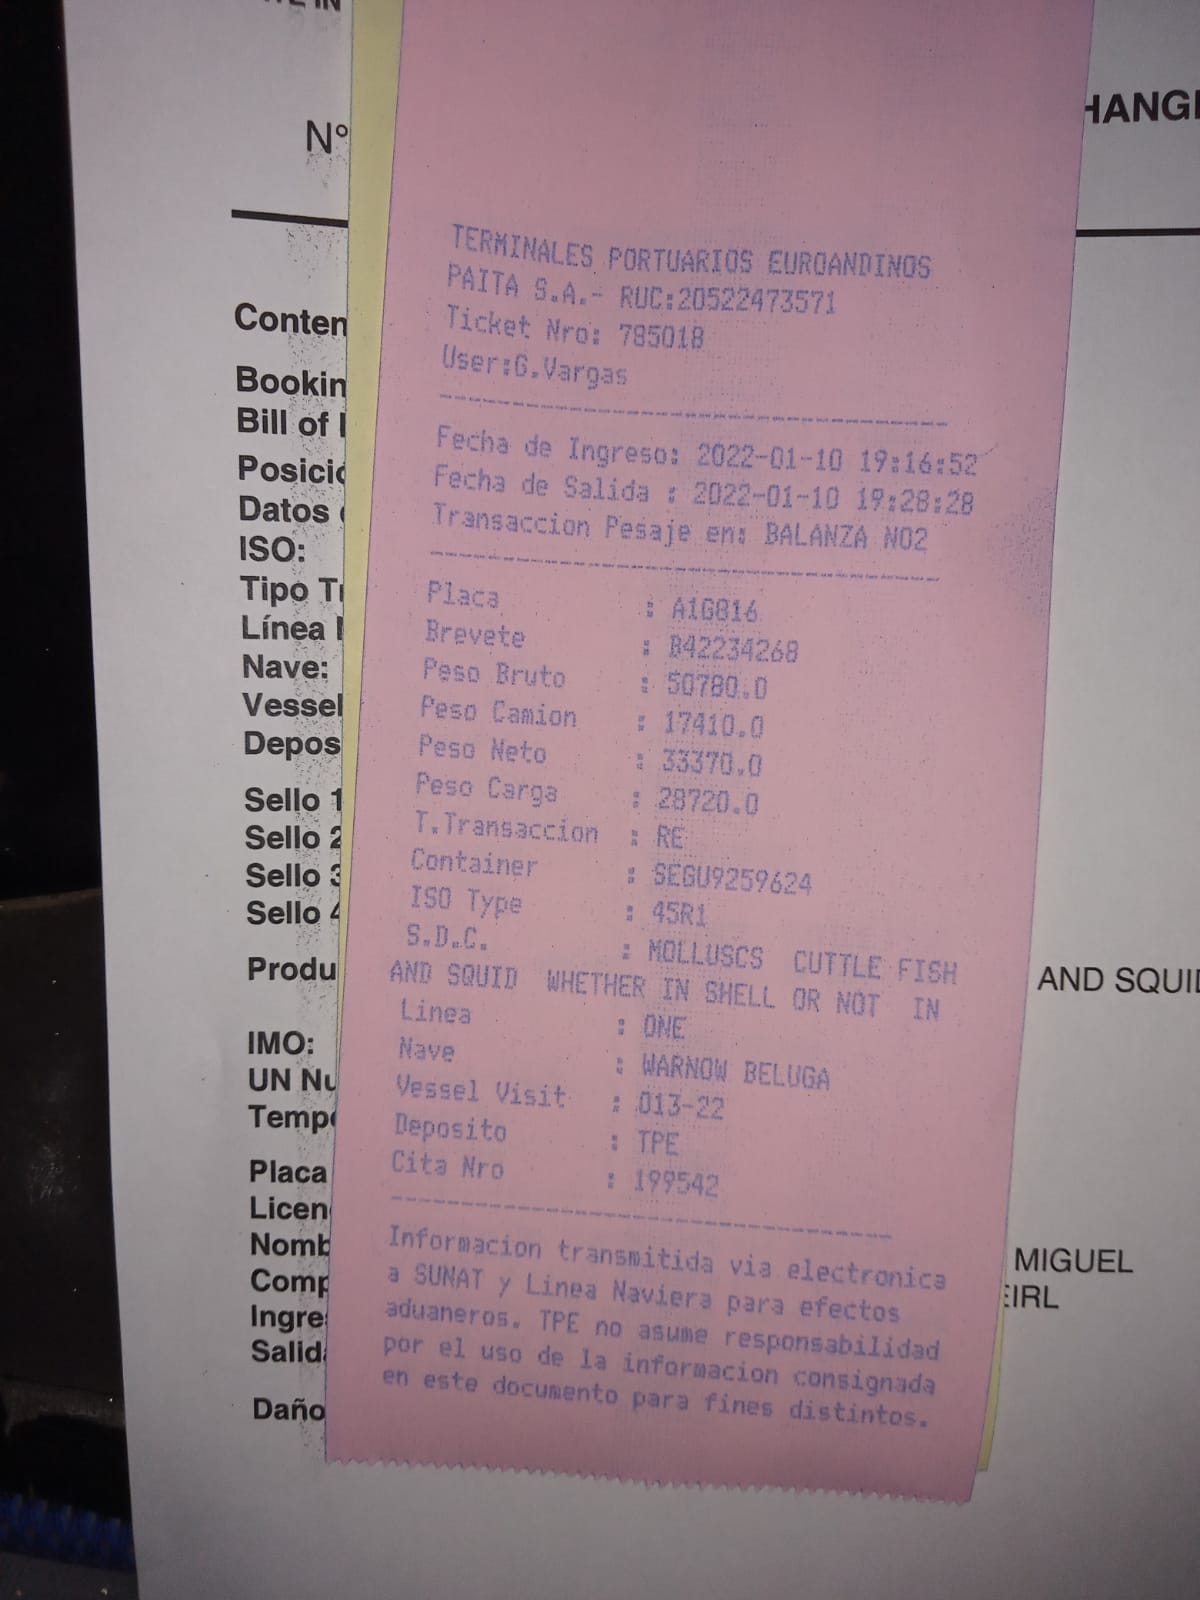 N°
HANGE
TERMINALES PORTUARIOS EUROANDINOS
PAITA S.A.- RUC:20522473571
Ticket Nro: 785018
User:G.Vargas
Fecha de Ingreso: 2022-01-10 19:16:52
Fecha de Salida : 2022-01-10 19:28:28
Transaccion Pesaje en: BALANZA NO2
Placa : A1G816
Brevete : B42234268
Peso Bruto : 50780.0
Peso Camion : 17410.0
Peso Neto : 33370.0
Peso Carga : 28720.0
T.Transaccion : RE
Container : SEGU9259624
ISO Type : 45R1
S.D.C. : MOLLUSCS CUTTLE FISH
AND SQUID WHETHER IN SHELL OR NOT IN
Linea : ONE
Nave : WARNOW BELUGA
Vessel Visit : 013-22
Deposito : TPE
Cita Nro : 199542
Informacion transmitida via electronica
a SUNAT y Linea Naviera para efectos
aduaneros. TPE no asume responsabilidad
por el uso de la informacion consignada
en este documento para fines distintos.
Conten
Bookin
Bill of
Posició
Datos
ISO:
Tipo Tr
Línea
Nave:
Vessel
Depos
Sello 1
Sello 2
Sello 3
Sello 4
Produ
AND SQUID
IMO:
UN Nu
Tempe
Placa
Licen
Nomb
MIGUEL
Comp
EIRL
Ingre
Salid
Daño